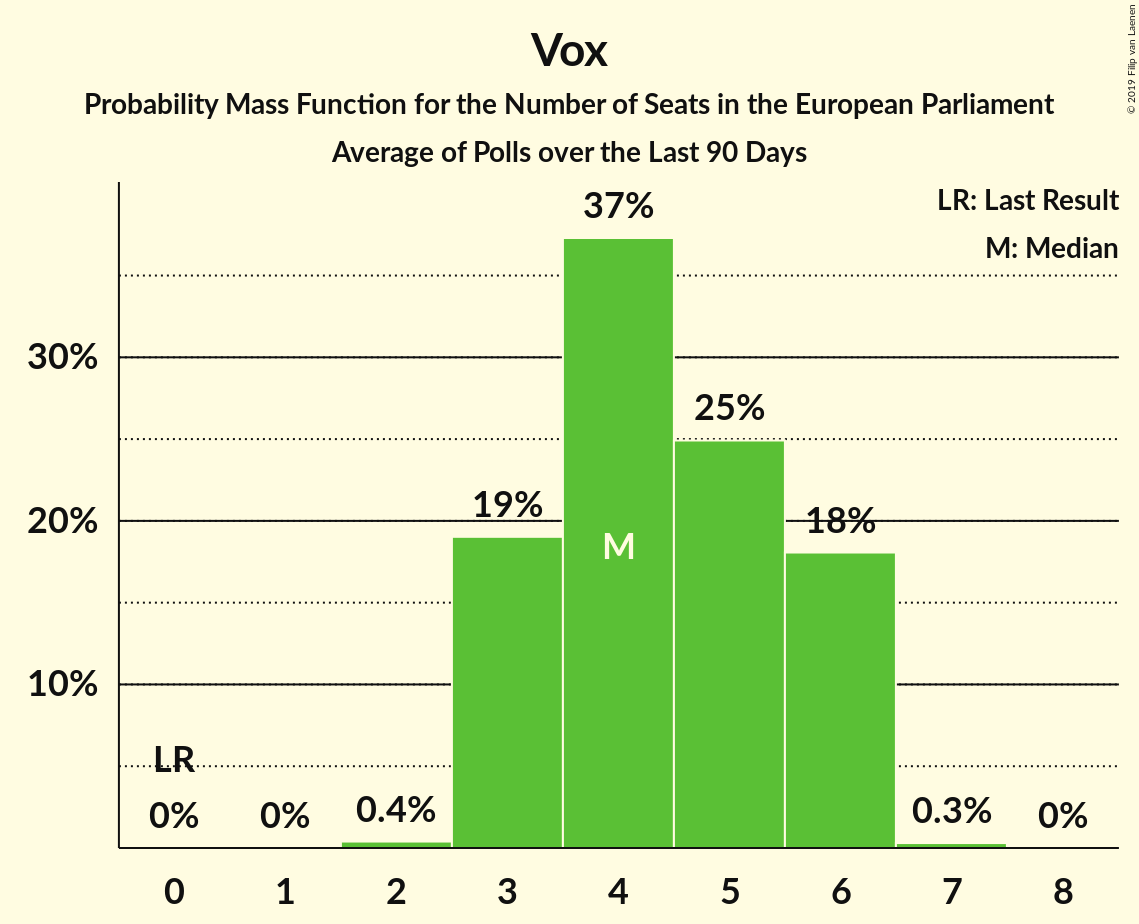 Vox
Probability Mass Function for the Number of Seats in the European Parliament
Average of Polls over the Last 90 Days
© 2019 Filip van Laenen
LR: Last Result
M: Median
37%
30%
25%
19%
20%
18%
M
10%
LR
0%
0%
0.4%
0.3%
0%
0 1 2 3 4 5 6 7 8